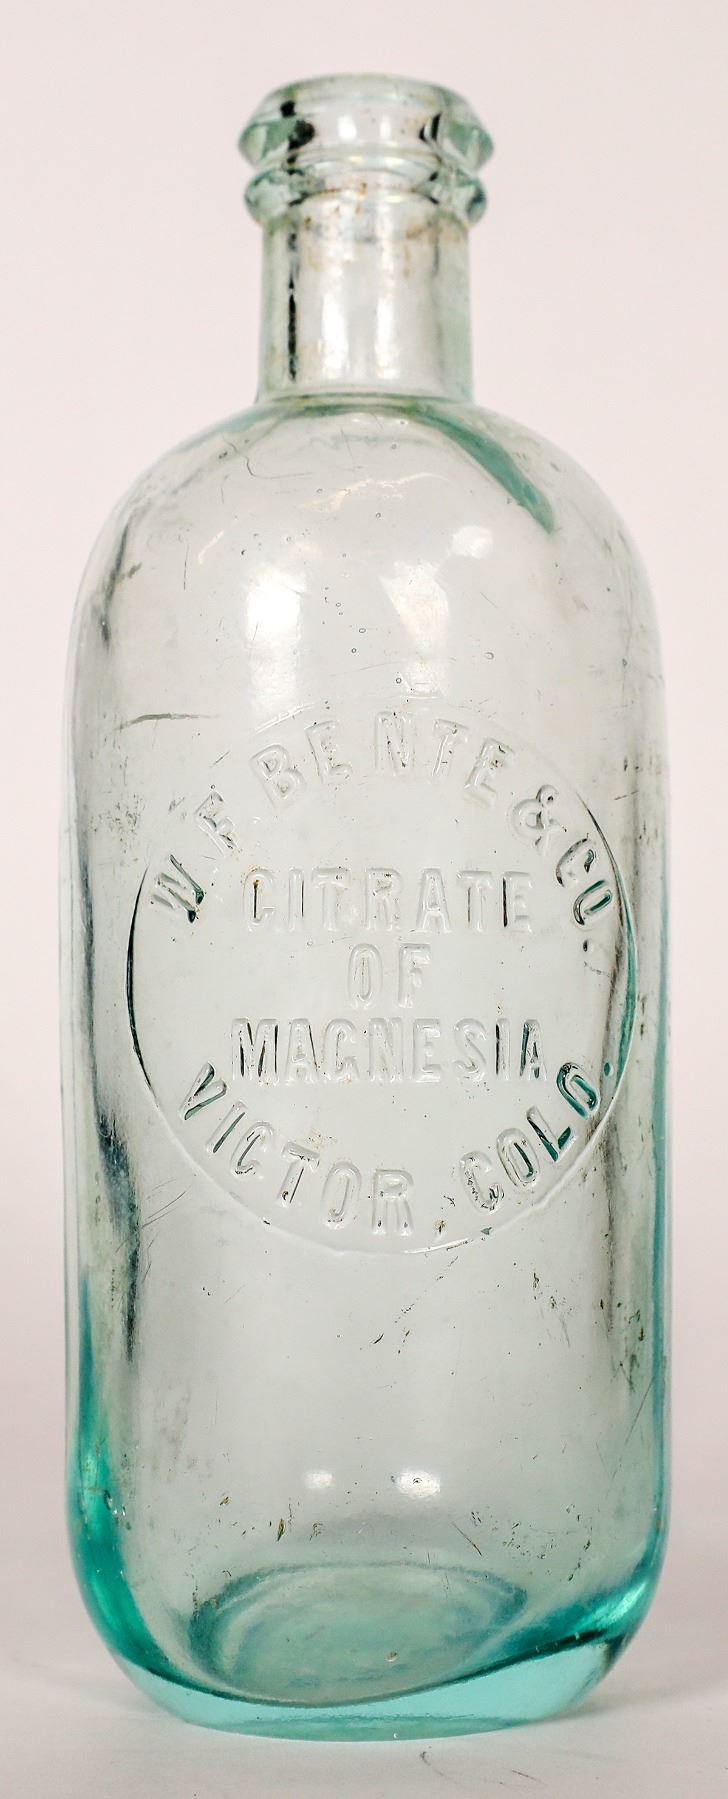 W. F. BENTE & CO.
CITRATE
OF
MAGNESIA
VICTOR, COLO.